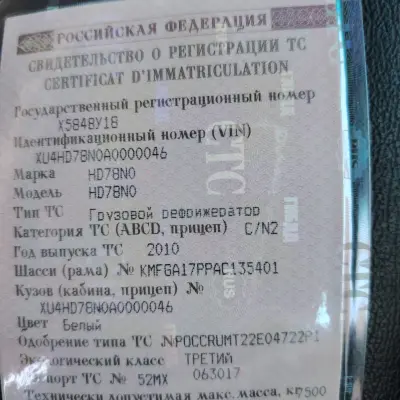 РОССИЙСКАЯ ФЕДЕРАЦИЯ
СВИДЕТЕЛЬСТВО О РЕГИСТРАЦИИ ТС
CERTIFICAT D'IMMATRICULATION
Государственный регистрационный номер
Х584ВУ18
Идентификационный номер (VIN)
XU4HD78N0A0000046
Марка HD78N0
Модель HD78N0
Тип ТС Грузовой рефрижератор
Категория ТС (ABCD, прицеп) C/N2
Год выпуска ТС 2010
Шасси (рама) № KMFGA17PPAC135401
Кузов (кабина, прицеп) №
XU4HD78N0A0000046
Цвет Белый
Одобрение типа ТС №РОССRUMT22E04722P1
Экологический класс ТРЕТИЙ
Паспорт ТС № 52МХ 063017
Технически допустимая макс. масса, кг 7500